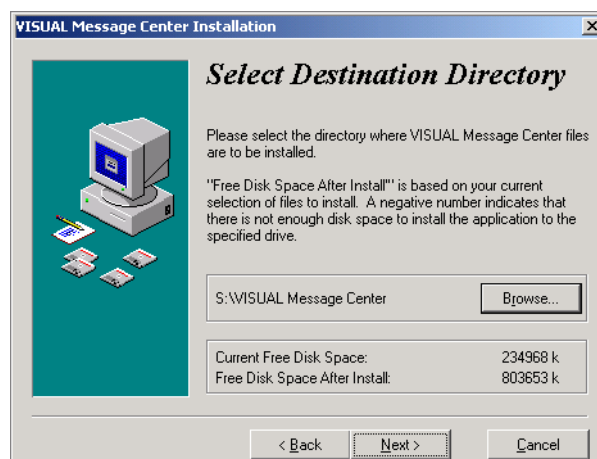 VISUAL Message Center Installation
Select Destination Directory
Please select the directory where VISUAL Message Center files
are to be installed.
"Free Disk Space After Install"' is based on your current
selection of files to install. A negative number indicates that
there is not enough disk space to install the application to the
specified drive.
S:\VISUAL Message Center
Browse...
Current Free Disk Space: 234968 k
Free Disk Space After Install: 803653 k
< Back Next > Cancel